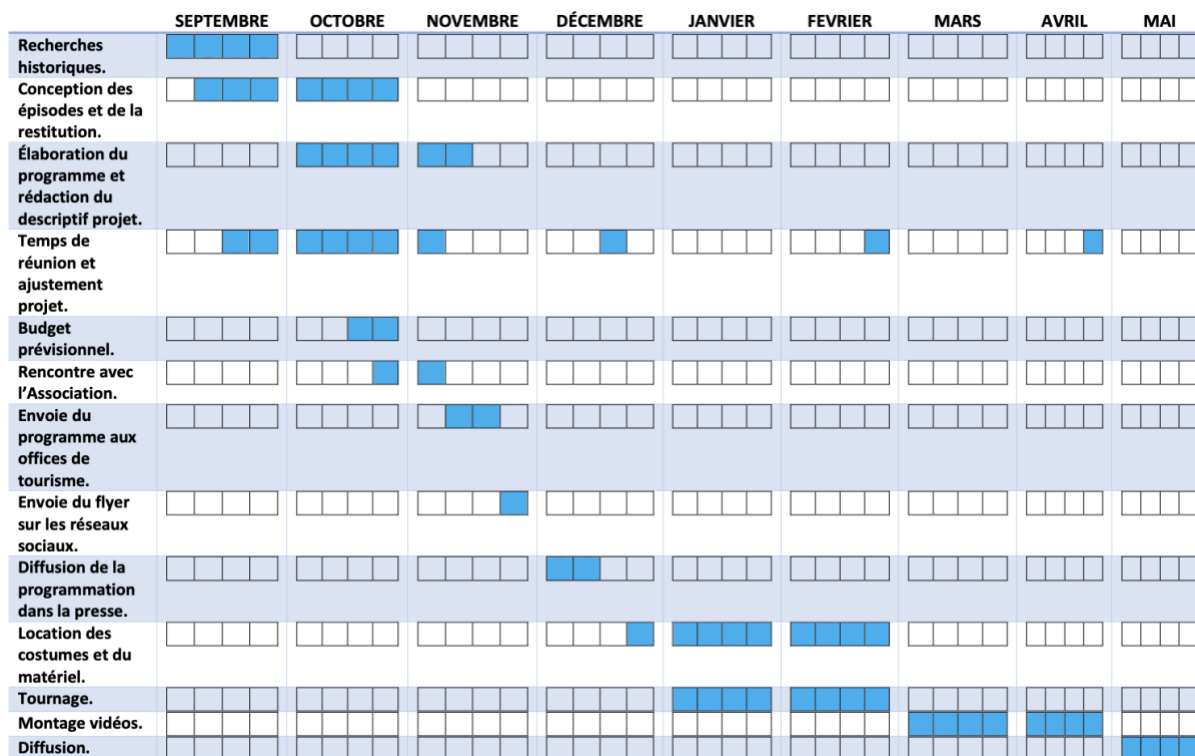 SEPTEMBRE OCTOBRE NOVEMBRE DÉCEMBRE JANVIER FEVRIER MARS AVRIL MAI
Recherches
historiques.
Conception des
épisodes et de la
restitution.
Élaboration du
programme et
rédaction du
descriptif projet.
Temps de
réunion et
ajustement
projet.
Budget
prévisionnel.
Rencontre avec
l’Association.
Envoie du
programme aux
offices de
tourisme.
Envoie du flyer
sur les réseaux
sociaux.
Diffusion de la
programmation
dans la presse.
Location des
costumes et du
matériel.
Tournage.
Montage vidéos.
Diffusion.